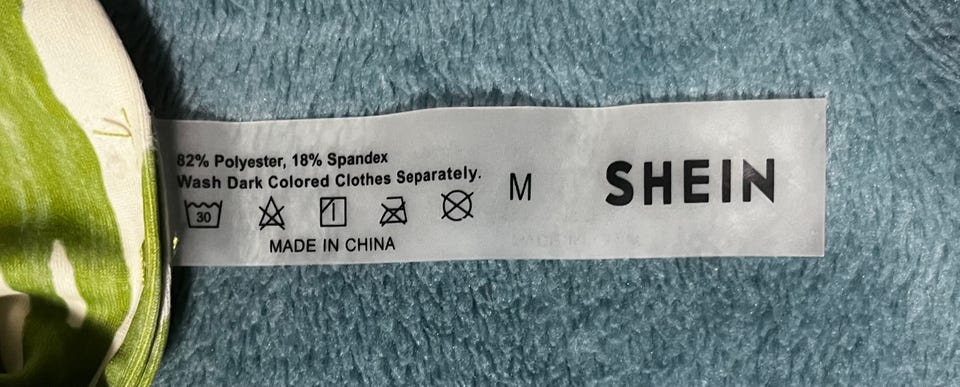 82% Polyester, 18% Spandex
Wash Dark Colored Clothes Separately.
30
MADE IN CHINA
M
SHEIN